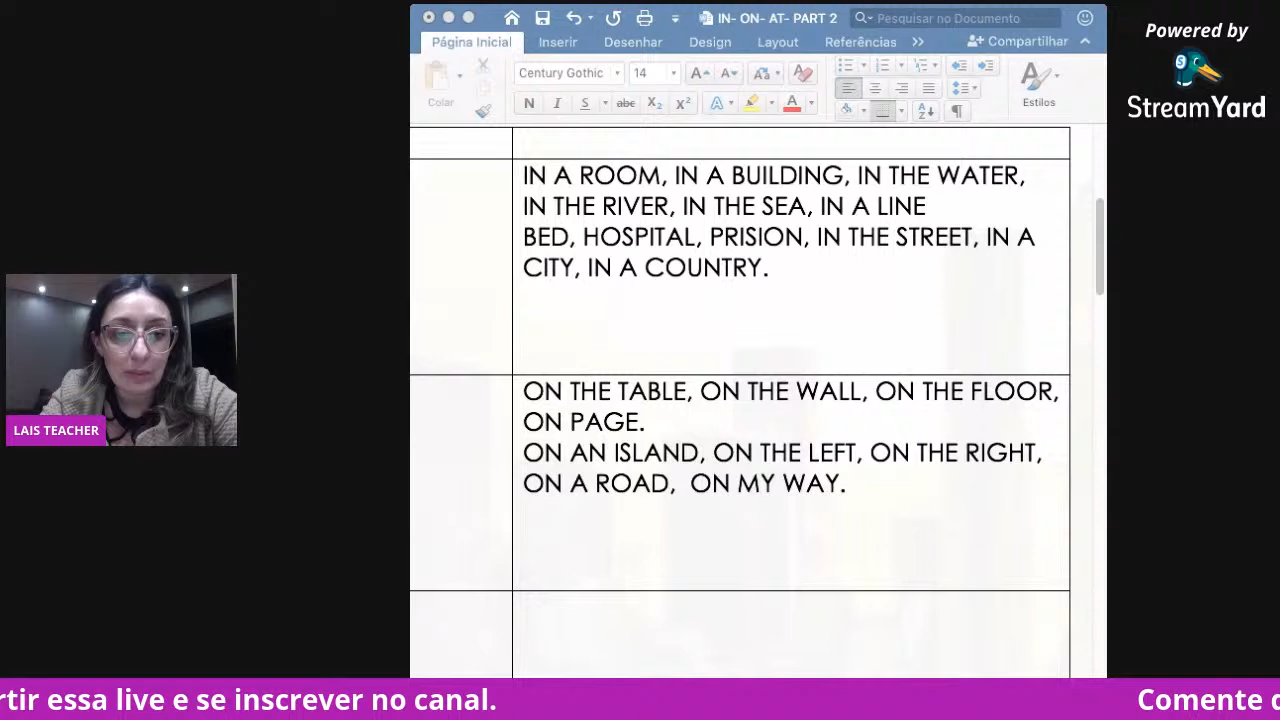 IN- ON- AT- PART 2
Pesquisar no Documento
Página Inicial
Inserir
Desenhar
Design
Layout
Referências
Compartilhar
Colar
Century Gothic
14
N I S abc X₂ X²
A
Estilos
Powered by
StreamYard
IN A ROOM, IN A BUILDING, IN THE WATER,
IN THE RIVER, IN THE SEA, IN A LINE
BED, HOSPITAL, PRISION, IN THE STREET, IN A
CITY, IN A COUNTRY.
ON THE TABLE, ON THE WALL, ON THE FLOOR,
ON PAGE.
ON AN ISLAND, ON THE LEFT, ON THE RIGHT,
ON A ROAD,  ON MY WAY.
LAIS TEACHER
rtir essa live e se inscrever no canal.
Comente